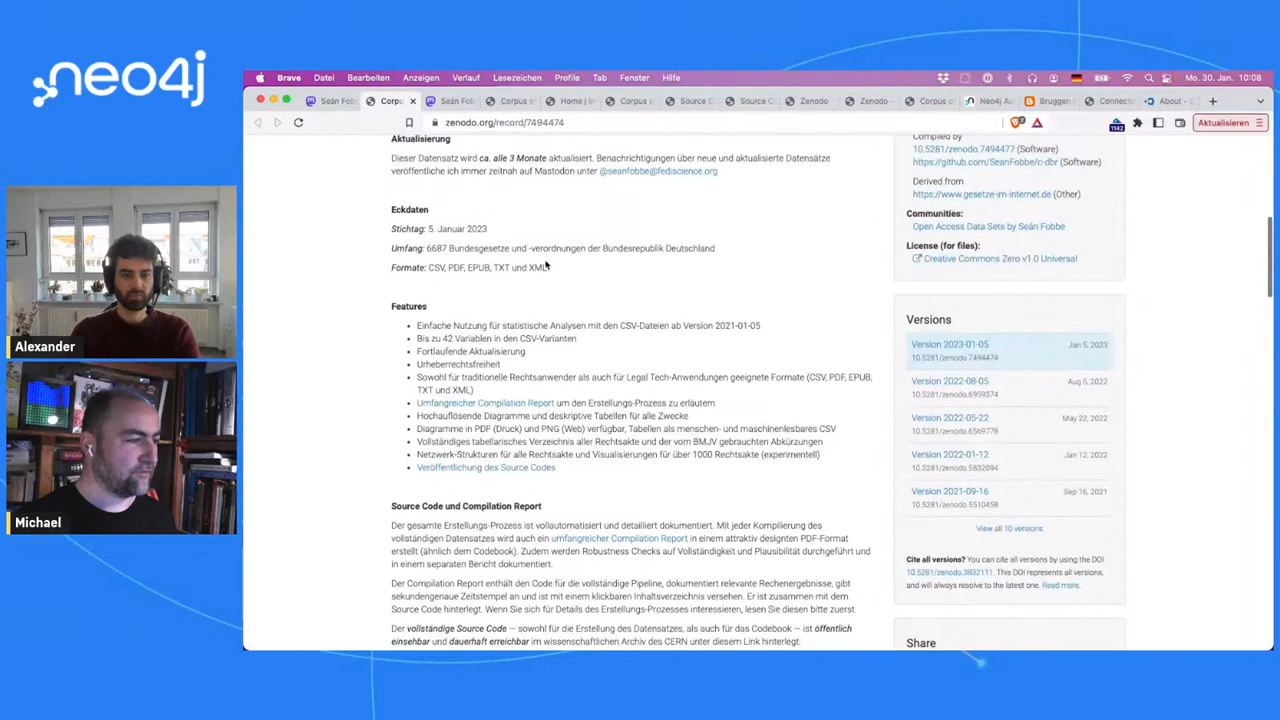 neo4j
Brave Datei Bearbeiten Anzeigen Verlauf Lesezeichen Profile Tab Fenster Hilfe
Mo. 30. Jan. 10:08
Seán Fob
Corpu
Seán Fob
Corpus o
Home | In
Corpus o
Source C
Source C
Zenodo
Zenodo
Corpus o
Neo4j Au
Bruggen
Connecto
About - C
zenodo.org/record/7494474
1142
Aktualisieren
Aktualisierung
Dieser Datensatz wird ca. alle 3 Monate aktualisiert. Benachrichtigungen über neue und aktualisierte Datensätze
veröffentliche ich immer zeitnah auf Mastodon unter @seanfobbe@fediscience.org
Eckdaten
Stichtag: 5. Januar 2023
Umfang: 6687 Bundesgesetze und -verordnungen der Bundesrepublik Deutschland
Formate: CSV, PDF, EPUB, TXT und XML
Features
• Einfache Nutzung für statistische Analysen mit den CSV-Dateien ab Version 2021-01-05
• Bis zu 42 Variablen in den CSV-Varianten
• Fortlaufende Aktualisierung
• Urheberrechtsfreiheit
• Sowohl für traditionelle Rechtsanwender als auch für Legal Tech-Anwendungen geeignete Formate (CSV, PDF, EPUB,
TXT und XML)
• Umfangreicher Compilation Report um den Erstellungs-Prozess zu erläutern
• Hochauflösende Diagramme und deskriptive Tabellen für alle Zwecke
• Diagramme in PDF (Druck) und PNG (Web) verfügbar, Tabellen als menschen- und maschinenlesbares CSV
• Vollständiges tabellarisches Verzeichnis aller Rechtsakte und der vom BMJV gebrauchten Abkürzungen
• Netzwerk-Strukturen für alle Rechtsakte und Visualisierungen für über 1000 Rechtsakte (experimentell)
• Veröffentlichung des Source Codes
Source Code und Compilation Report
Der gesamte Erstellungs-Prozess ist vollautomatisiert und detailliert dokumentiert. Mit jeder Kompilierung des
vollständigen Datensatzes wird auch ein umfangreicher Compilation Report in einem attraktiv designten PDF-Format
erstellt (ähnlich dem Codebook). Zudem werden Robustness Checks auf Vollständigkeit und Plausibilität durchgeführt und
in einem separaten Bericht dokumentiert.
Der Compilation Report enthält den Code für die vollständige Pipeline, dokumentiert relevante Rechenergebnisse, gibt
sekundengenaue Zeitstempel an und ist mit einem klickbaren Inhaltsverzeichnis versehen. Er ist zusammen mit dem
Source Code hinterlegt. Wenn Sie sich für Details des Erstellungs-Prozesses interessieren, lesen Sie diesen bitte zuerst.
Der vollständige Source Code — sowohl für die Erstellung des Datensatzes, als auch für das Codebook — ist öffentlich
einsehbar und dauerhaft erreichbar im wissenschaftlichen Archiv des CERN unter diesem Link hinterlegt:
Compiled by
10.5281/zenodo.7494477 (Software)
https://github.com/SeanFobbe/c-dbr (Software)
Derived from
https://www.gesetze-im-internet.de (Other)
Communities:
Open Access Data Sets by Seán Fobbe
License (for files):
Creative Commons Zero v1.0 Universal
Versions
Version 2023-01-05 Jan 5, 2023
10.5281/zenodo.7494474
Version 2022-08-05 Aug 5, 2022
10.5281/zenodo.6959374
Version 2022-05-22 May 22, 2022
10.5281/zenodo.6569778
Version 2022-01-12 Jan 12, 2022
10.5281/zenodo.5832094
Version 2021-09-16 Sep 16, 2021
10.5281/zenodo.5510458
View all 10 versions
Cite all versions? You can cite all versions by using the DOI
10.5281/zenodo.3832111. This DOI represents all versions,
and will always resolve to the latest one. Read more.
Share
Alexander
Michael